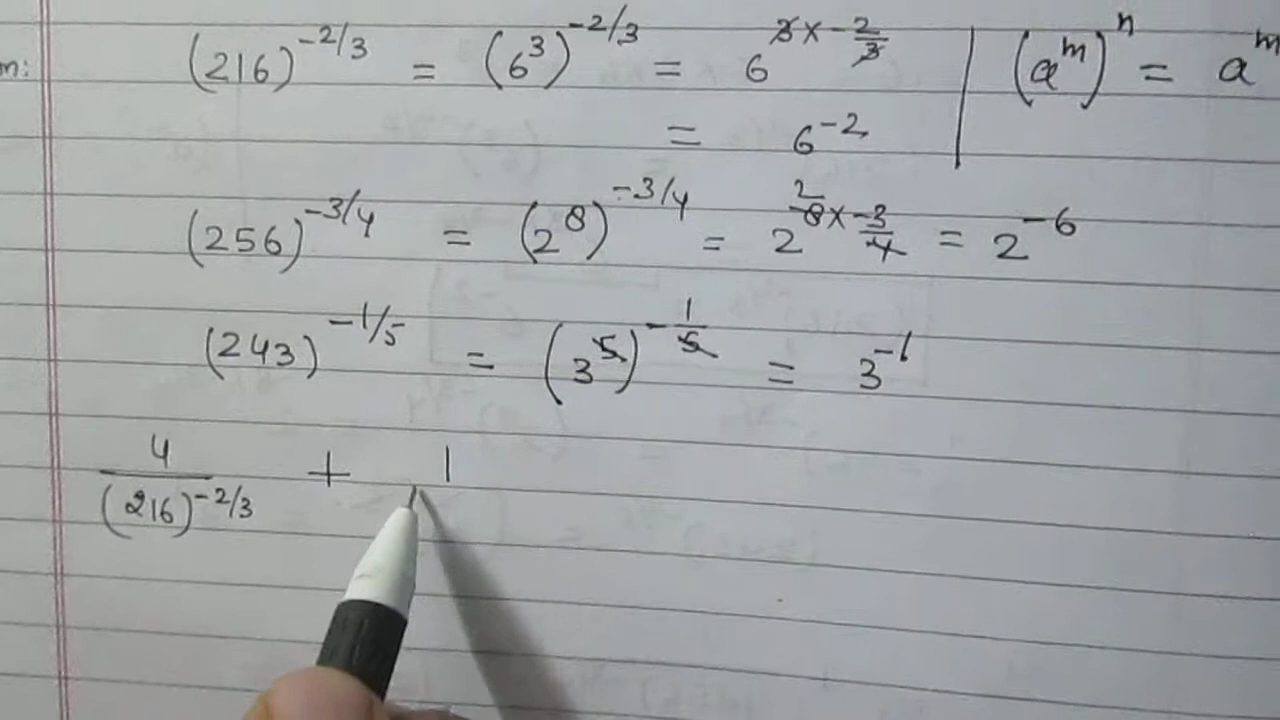 m: (216)^{-2/3} = (6^3)^{-2/3} = 6^{3 × -2/3} | (a^m)^n = a^m
= 6^{-2}
(256)^{-3/4} = (2^8)^{-3/4} = 2^{8 × -3/4} = 2^{-6}
(243)^{-1/5} = (3^5)^{-1/5} = 3^{-1}
4/(216)^{-2/3} + 1